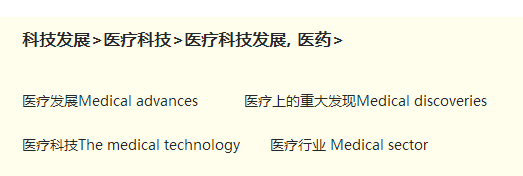 科技发展>医疗科技>医疗科技发展, 医药>
医疗发展Medical advances 医疗上的重大发现Medical discoveries
医疗科技The medical technology 医疗行业 Medical sector